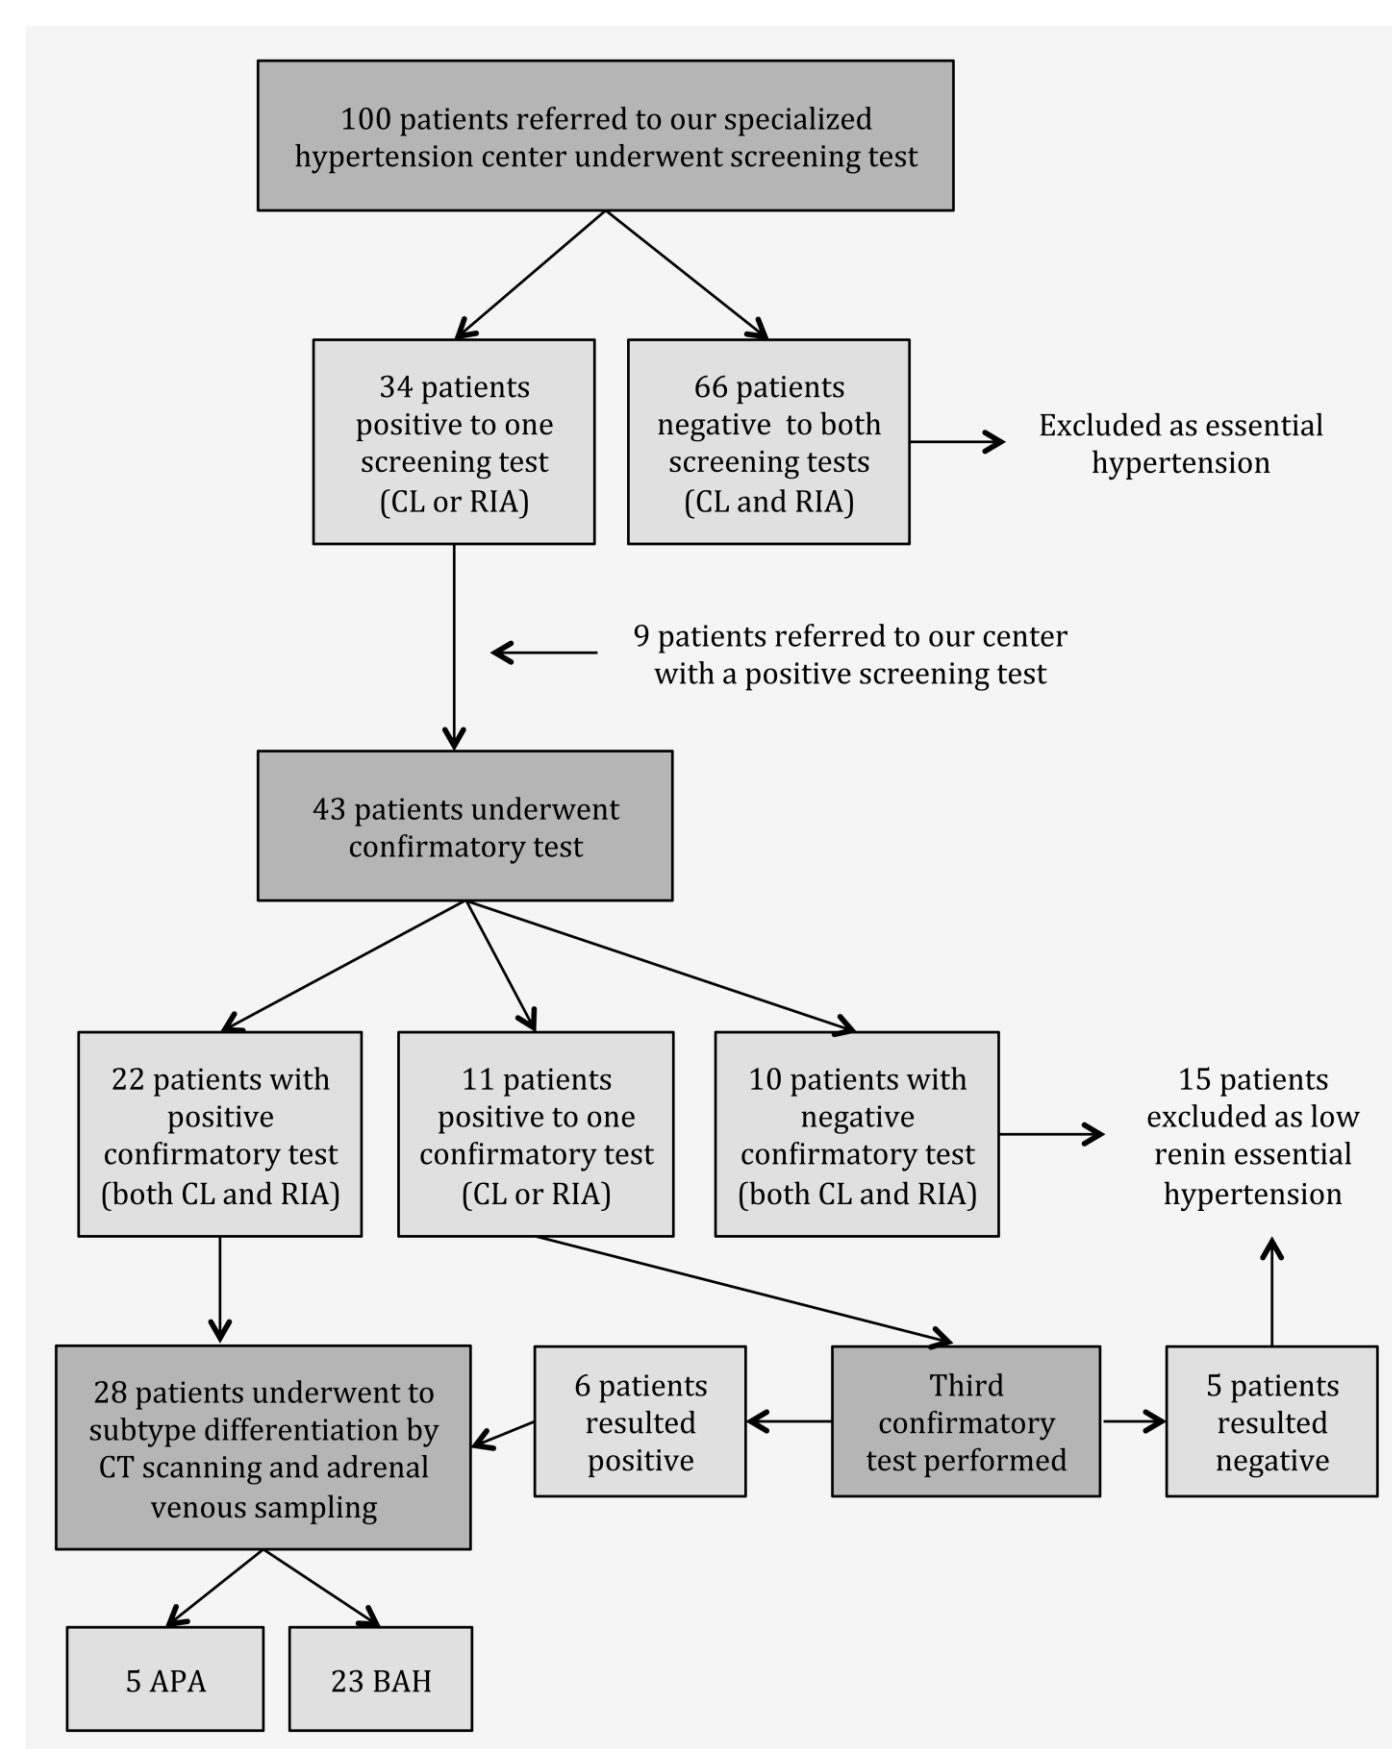 100 patients referred to our specialized
hypertension center underwent screening test
34 patients
positive to one
screening test
(CL or RIA)
66 patients
negative to both
screening tests
(CL and RIA)
Excluded as essential
hypertension
9 patients referred to our center
with a positive screening test
43 patients underwent
confirmatory test
22 patients with
positive
confirmatory test
(both CL and RIA)
11 patients
positive to one
confirmatory test
(CL or RIA)
10 patients with
negative
confirmatory test
(both CL and RIA)
15 patients
excluded as low
renin essential
hypertension
28 patients underwent to
subtype differentiation by
CT scanning and adrenal
venous sampling
6 patients
resulted
positive
Third
confirmatory
test performed
5 patients
resulted
negative
5 APA
23 BAH